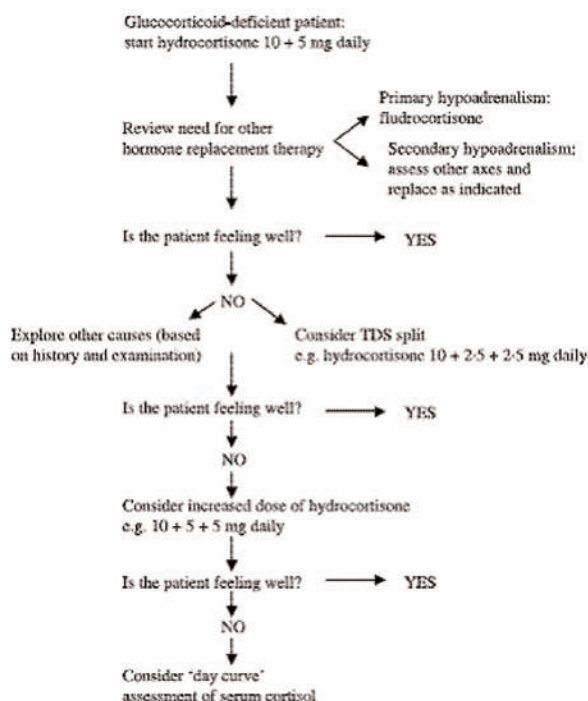 Glucocorticoid-deficient patient:
start hydrocortisone 10 + 5 mg daily
Primary hypoadrenalism:
fludrocortisone
Review need for other
hormone replacement therapy
Secondary hypoadrenalism:
assess other axes and
replace as indicated
Is the patient feeling well?
YES
NO
Explore other causes (based
on history and examination)
Consider TDS split
e.g. hydrocortisone 10 + 2·5 + 2·5 mg daily
Is the patient feeling well?
YES
NO
Consider increased dose of hydrocortisone
e.g. 10 + 5 + 5 mg daily
Is the patient feeling well?
YES
NO
Consider "day curve"
assessment of serum cortisol